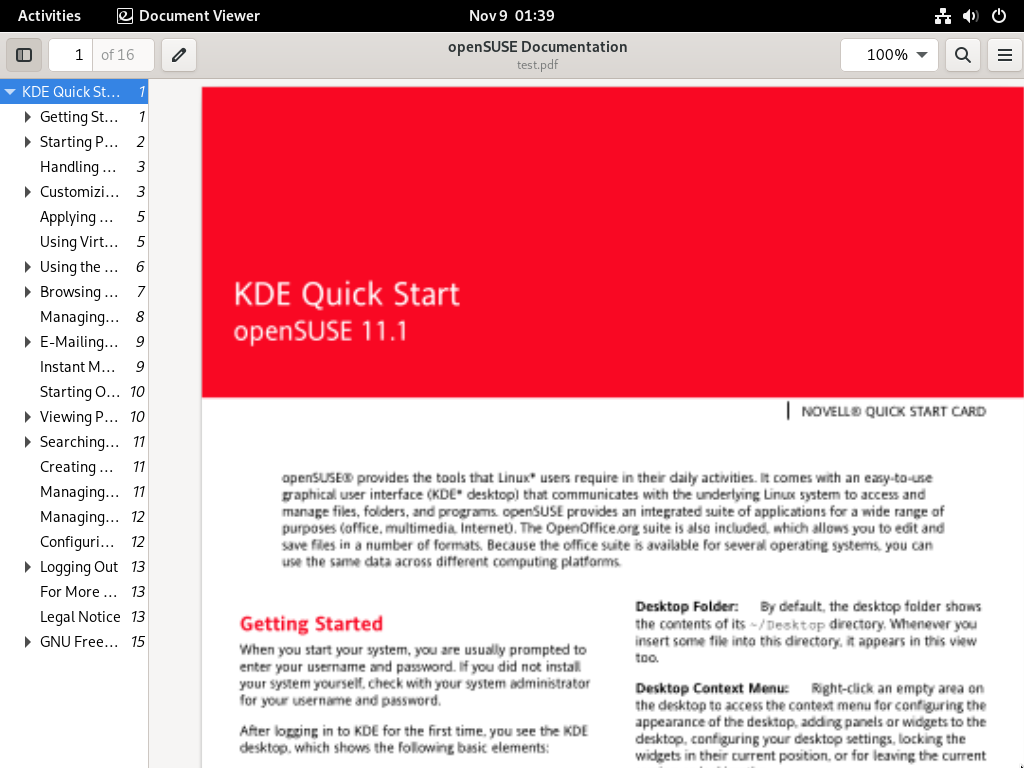 Activities Document Viewer Nov 9 01:39
1 of 16 openSUSE Documentation 100%
test.pdf
KDE Quick St... 1
Getting St... 1
Starting P... 2
Handling ... 3
Customizi... 3
Applying ... 5
Using Virt... 5
Using the ... 6
Browsing ... 7
Managing... 8
E-Mailing... 9
Instant M... 9
Starting O... 10
Viewing P... 10
Searching... 11
Creating ... 11
Managing... 11
Managing... 12
Configuri... 12
Logging Out 13
For More ... 13
Legal Notice 13
GNU Free... 15
KDE Quick Start
openSUSE 11.1
NOVELL® QUICK START CARD
openSUSE® provides the tools that Linux* users require in their daily activities. It comes with an easy-to-use
graphical user interface (KDE* desktop) that communicates with the underlying Linux system to access and
manage files, folders, and programs. openSUSE provides an integrated suite of applications for a wide range of
purposes (office, multimedia, Internet). The OpenOffice.org suite is also included, which allows you to edit and
save files in a number of formats. Because the office suite is available for several operating systems, you can
use the same data across different computing platforms.
Getting Started
When you start your system, you are usually prompted to
enter your username and password. If you did not install
your system yourself, check with your system administrator
for your username and password.
After logging in to KDE for the first time, you see the KDE
desktop, which shows the following basic elements:
Desktop Folder: By default, the desktop folder shows
the contents of its ~/Desktop directory. Whenever you
insert some file into this directory, it appears in this view
too.
Desktop Context Menu: Right-click an empty area on
the desktop to access the context menu for configuring the
appearance of the desktop, adding panels or widgets to the
desktop, configuring your desktop settings, locking the
widgets in their current position, or for leaving the current